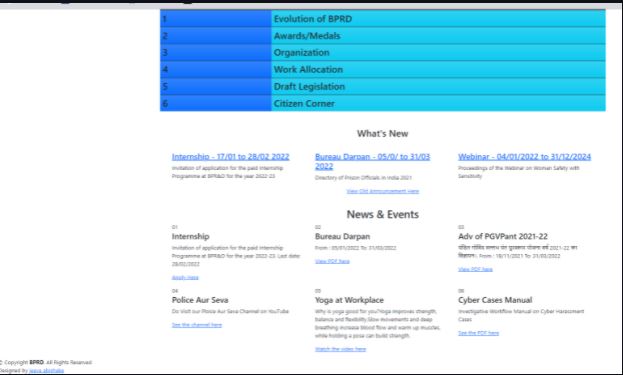 1 Evolution of BPRD
2 Awards/Medals
3 Organization
4 Work Allocation
5 Draft Legislation
6 Citizen Corner
What's New
Internship - 17/01 to 28/02 2022
Invitation of application for the paid Internship
Programme at BPR&D for the year 2022-23
Bureau Darpan - 05/0/ to 31/03
2022
Directory of Prison Officials in India 2021
Webinar - 04/01/2022 to 31/12/2024
Proceedings of the Webinar on Woman Safety with
Sensitivity
View Old Announcement Here
News & Events
01
Internship
Invitation of application for the paid Internship
Programme at BPR&D for the year 2022-23. Last date:
28/02/2022
Apply here
02
Bureau Darpan
From : 05/01/2022 To: 31/03/2022
View PDF here
03
Adv of PGVPant 2021-22
पंडित गोविंद वल्लभ पंत पुरस्कार योजना वर्ष 2021-22 का
विज्ञापन। From : 18/11/2021 To: 31/03/2022
View PDF here
04
Police Aur Seva
Do Visit our Ploice Aur Seva Channel on YouTube
See the channel here
05
Yoga at Workplace
Why is yoga good for you?Yoga improves strength,
balance and flexibility.Slow movements and deep
breathing increase blood flow and warm up muscles,
while holding a pose can build strength.
Watch the video here
06
Cyber Cases Manual
Investigative Workflow Manual on Cyber Harassment
Cases
See the PDF here
© Copyright BPRD. All Rights Reserved
Designed by